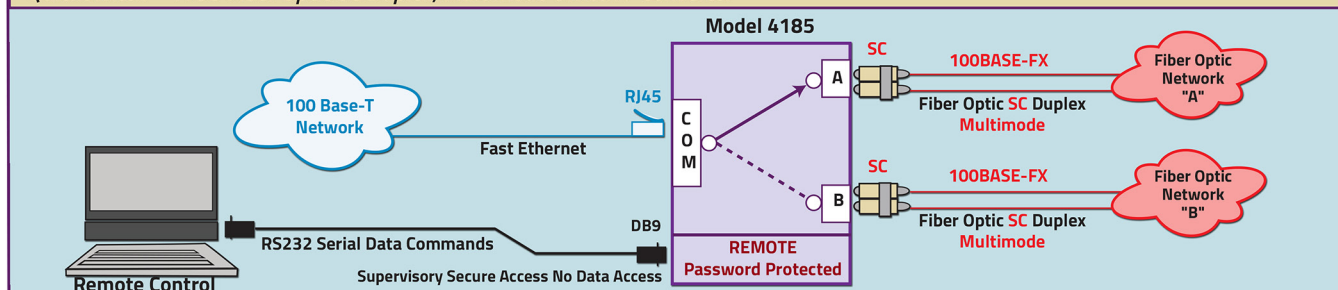 Model 4185
100 Base-T
Network
RJ45
Fast Ethernet
C
O
M
A
B
SC
100BASE-FX
Fiber Optic SC Duplex
Multimode
Fiber Optic
Network
"A"
SC
100BASE-FX
Fiber Optic SC Duplex
Multimode
Fiber Optic
Network
"B"
DB9
RS232 Serial Data Commands
Supervisory Secure Access No Data Access
REMOTE
Password Protected
Remote Control